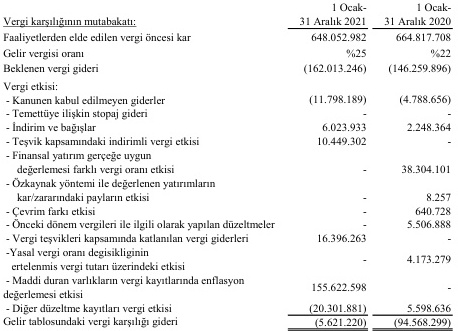 1 Ocak- 1 Ocak-
Vergi karşılığının mutabakatı: 31 Aralık 2021 31 Aralık 2020
Faaliyetlerden elde edilen vergi öncesi kar 648.052.982 664.817.708
Gelir vergisi oranı %25 %22
Beklenen vergi gideri (162.013.246) (146.259.896)
Vergi etkisi:
- Kanunen kabul edilmeyen giderler (11.798.189) (4.788.656)
- Temettüye ilişkin stopaj gideri - -
- İndirim ve bağışlar 6.023.933 2.248.364
- Teşvik kapsamındaki indirimli vergi etkisi 10.449.302 -
- Finansal yatırım gerçeğe uygun
değerlemesi farklı vergi oranı etkisi - 38.304.101
- Özkaynak yöntemi ile değerlenen yatırımların
kar/zararındaki payların etkisi - 8.257
- Çevrim farkı etkisi - 640.728
- Önceki dönem vergileri ile ilgili olarak yapılan düzeltmeler - 5.506.888
- Vergi teşvikleri kapsamında katlanılan vergi giderleri 16.396.263 -
-Yasal vergi oranı degisikliginin
ertelenmis vergi tutarı üzerindeki etkisi - 4.173.279
- Maddi duran varlıkların vergi kayıtlarında enflasyon
değerlemesi etkisi 155.622.598 -
- Diğer düzeltme kayıtları vergi etkisi (20.301.881) 5.598.636
Gelir tablosundaki vergi karşılığı gideri (5.621.220) (94.568.299)